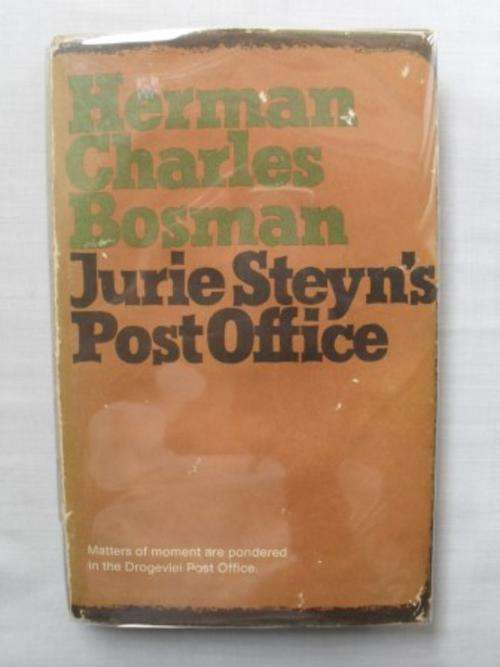 Herman
Charles
Bosman
Jurie Steyn's
Post Office
Matters of moment are pondered
in the Drogevlei Post Office.